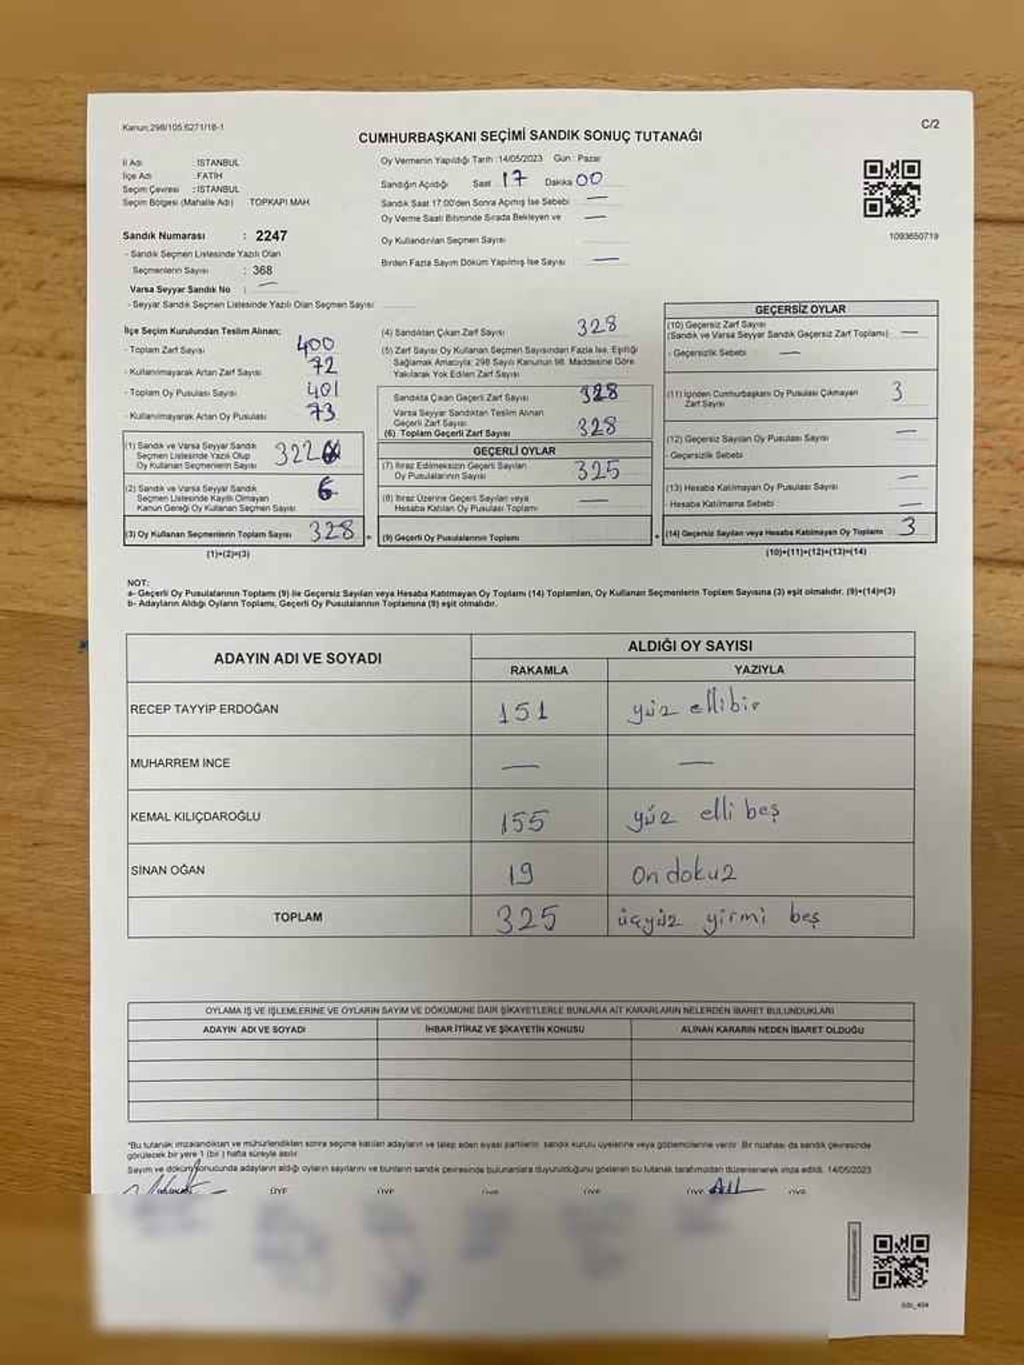 Kanun:298/105.6271/18-1
C/2
CUMHURBAŞKANI SEÇİMİ SANDIK SONUÇ TUTANAĞI
İl Adı : İSTANBUL
İlçe Adı : FATİH
Seçim Çevresi : İSTANBUL
Seçim Bölgesi (Mahalle Adı) TOPKAPI MAH
Oy Vermenin Yapıldığı Tarih :14/05/2023 Gün : Pazar
Sandığın Açıldığı Saat 17 Dakika 00
Sandık Saat 17:00'den Sonra Açılmış İse Sebebi —
Oy Verme Saati Bitiminde Sırada Bekleyen ve —
Oy Kullandırılan Seçmen Sayısı
Birden Fazla Sayım Döküm Yapılmış İse Sayısı —
1093650719
Sandık Numarası : 2247
- Sandık Seçmen Listesinde Yazılı Olan
Seçmenlerin Sayısı : 368
Varsa Seyyar Sandık No : —
- Seyyar Sandık Seçmen Listesinde Yazılı Olan Seçmen Sayısı
İlçe Seçim Kurulundan Teslim Alınan;
- Toplam Zarf Sayısı 400
- Kullanılmayarak Artan Zarf Sayısı 72
- Toplam Oy Pusulası Sayısı 401
- Kullanılmayarak Artan Oy Pusulası 73
(1) Sandık ve Varsa Seyyar Sandık
Seçmen Listesinde Yazılı Olup
Oy Kullanan Seçmenlerin Sayısı 322
(2) Sandık ve Varsa Seyyar Sandık
Seçmen Listesinde Kayıtlı Olmayan
Kanun Gereği Oy Kullanan Seçmen Sayısı 6
(3) Oy Kullanan Seçmenlerin Toplam Sayısı 328
(1)+(2)=(3)
(4) Sandıktan Çıkan Zarf Sayısı 328
(5) Zarf Sayısı Oy Kullanan Seçmen Sayısından Fazla İse, Eşitliği
Sağlamak Amacıyla; 298 Sayılı Kanunun 98. Maddesine Göre
Yakılarak Yok Edilen Zarf Sayısı
Sandıkta Çıkan Geçerli Zarf Sayısı 328
Varsa Seyyar Sandıktan Teslim Alınan
Geçerli Zarf Sayısı
(6) Toplam Geçerli Zarf Sayısı 328
GEÇERLİ OYLAR
(7) İtiraz Edilmeksizin Geçerli Sayılan
Oy Pusulalarının Sayısı 325
(8) İtiraz Üzerine Geçerli Sayılan veya
Hesaba Katılan Oy Pusulası Toplamı —
= (9) Geçerli Oy Pusulalarının Toplamı
GEÇERSİZ OYLAR
(10) Geçersiz Zarf Sayısı
(Sandık ve Varsa Seyyar Sandık Geçersiz Zarf Toplamı) —
- Geçersizlik Sebebi —
(11) İçinden Cumhurbaşkanı Oy Pusulası Çıkmayan
Zarf Sayısı 3
(12) Geçersiz Sayılan Oy Pusulası Sayısı —
- Geçersizlik Sebebi
(13) Hesaba Katılmayan Oy Pusulası Sayısı —
- Hesaba Katılmama Sebebi —
+ (14) Geçersiz Sayılan veya Hesaba Katılmayan Oy Toplamı 3
(10)+(11)+(12)+(13)=(14)
NOT:
a- Geçerli Oy Pusulalarının Toplamı (9) ile Geçersiz Sayılan veya Hesaba Katılmayan Oy Toplamı (14) Toplamları, Oy Kullanan Seçmenlerin Toplam Sayısına (3) eşit olmalıdır. (9)+(14)=(3)
b- Adayların Aldığı Oyların Toplamı, Geçerli Oy Pusulalarının Toplamına (9) eşit olmalıdır.
ADAYIN ADI VE SOYADI
ALDIĞI OY SAYISI
RAKAMLA YAZIYLA
RECEP TAYYİP ERDOĞAN 151 yüz ellibir
MUHARREM İNCE — —
KEMAL KILIÇDAROĞLU 155 yüz elli beş
SİNAN OĞAN 19 on dokuz
TOPLAM 325 üçyüz yirmi beş
OYLAMA İŞ VE İŞLEMLERİNE VE OYLARIN SAYIM VE DÖKÜMÜNE DAİR ŞİKAYETLERLE BUNLARA AİT KARARLARIN NELERDEN İBARET BULUNDUKLARI
ADAYIN ADI VE SOYADI İHBAR İTİRAZ VE ŞİKAYETİN KONUSU ALINAN KARARIN NEDEN İBARET OLDUĞU
*Bu tutanak imzalandıktan ve mühürlendikten sonra seçime katılan adayların ve talep eden siyasi partilerin sandık kurulu üyelerine veya gözlemcilerine verilir. Bir nüshası da sandık çevresinde
görülecek bir yere 1 (bir) hafta süreyle asılır.
Sayım ve döküm sonucunda adayların aldığı oyların sayılarını ve bunların sandık çevresinde bulunanlara duyurulduğunu gösteren bu tutanak tarafımızdan düzenlenerek imza edildi. 14/05/2023
ÜYE ÜYE ÜYE ÜYE ÜYE ÜYE